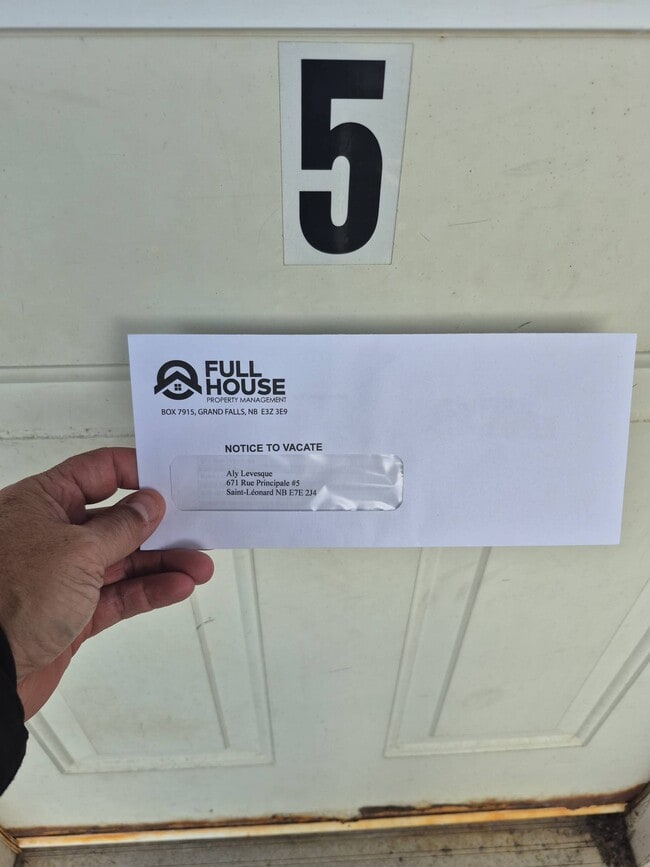 5
FULL
HOUSE
PROPERTY MANAGEMENT
BOX 7915, GRAND FALLS, NB E3Z 3E9
NOTICE TO VACATE
Aly Levesque
671 Rue Principale #5
Saint-Léonard NB E7E 2J4